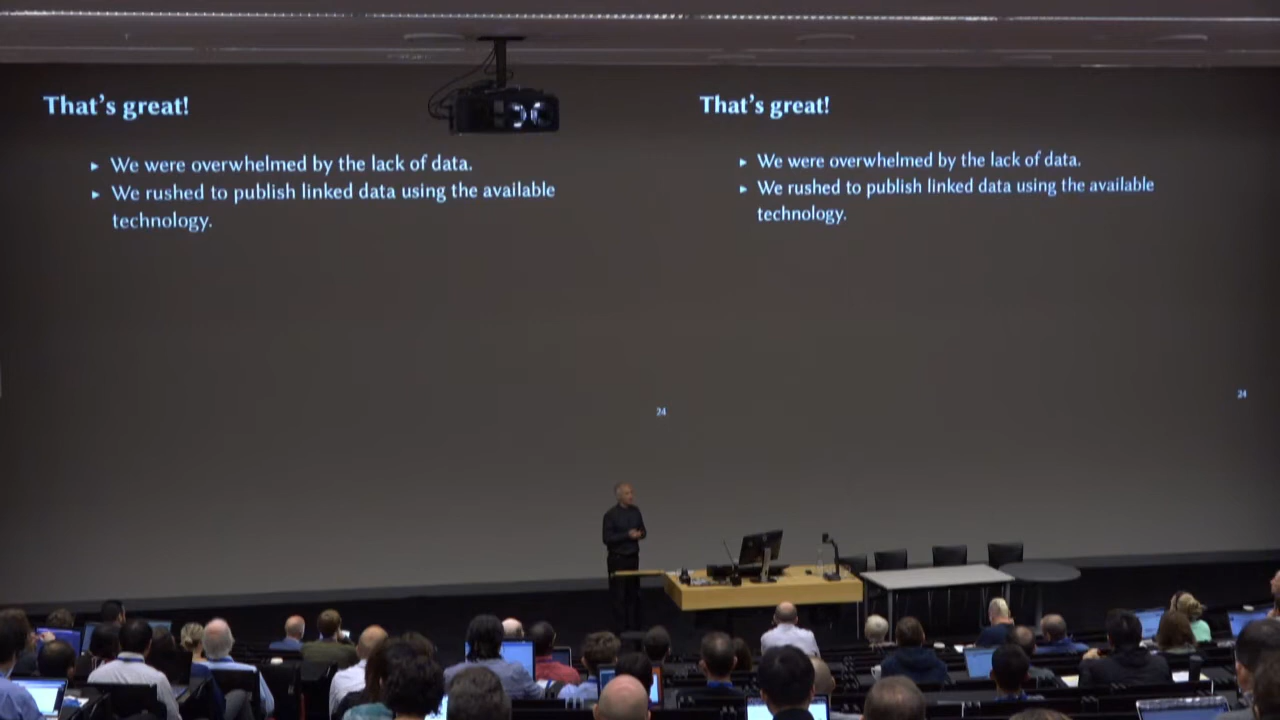 That's great!
▸ We were overwhelmed by the lack of data.
▸ We rushed to publish linked data using the available
technology.
24
That's great!
▸ We were overwhelmed by the lack of data.
▸ We rushed to publish linked data using the available
technology.
24